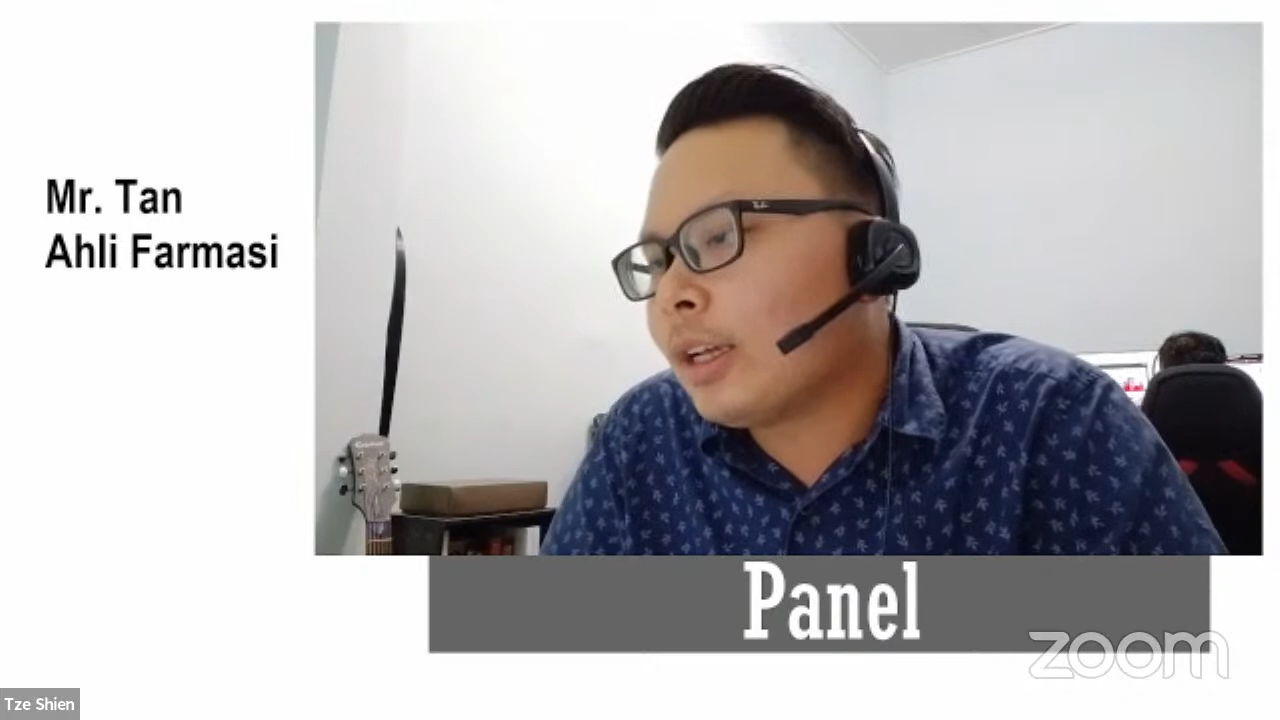 Mr. Tan
Ahli Farmasi
Panel
zoom
Tze Shien